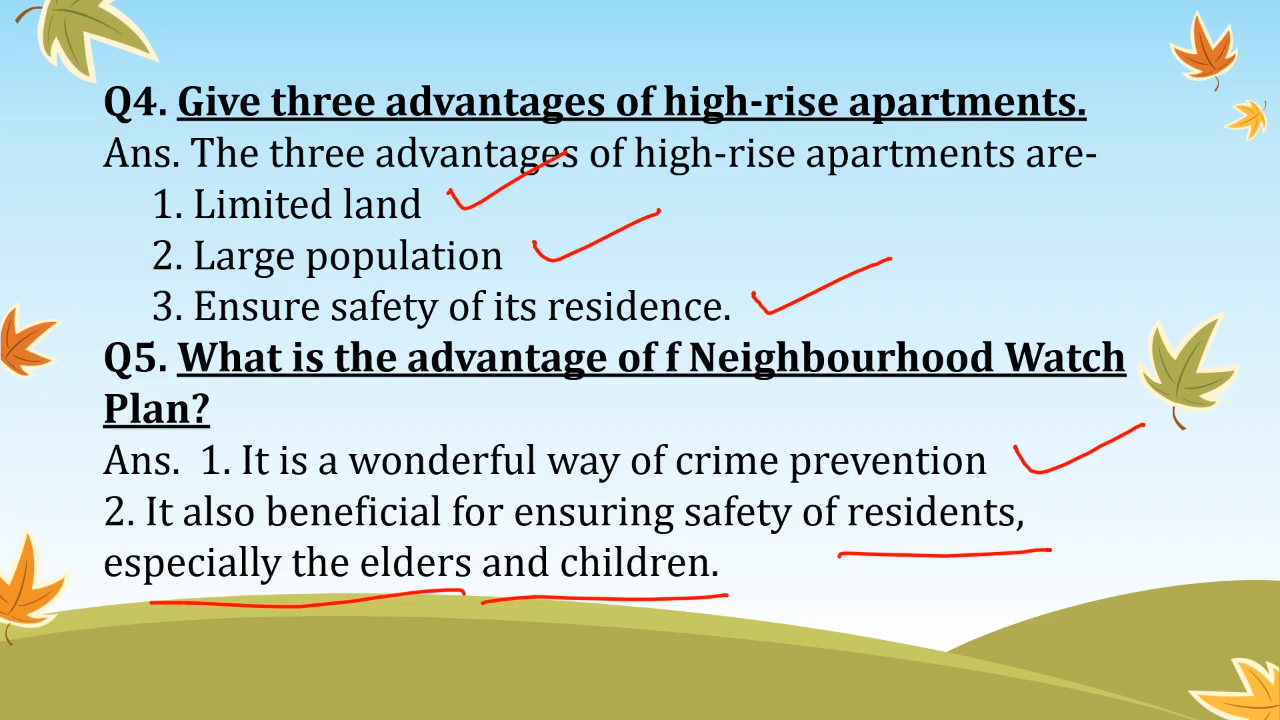 Q4. Give three advantages of high-rise apartments.
Ans. The three advantages of high-rise apartments are-
1. Limited land
2. Large population
3. Ensure safety of its residence.
Q5. What is the advantage of f Neighbourhood Watch
Plan?
Ans.  1. It is a wonderful way of crime prevention
2. It also beneficial for ensuring safety of residents,
especially the elders and children.